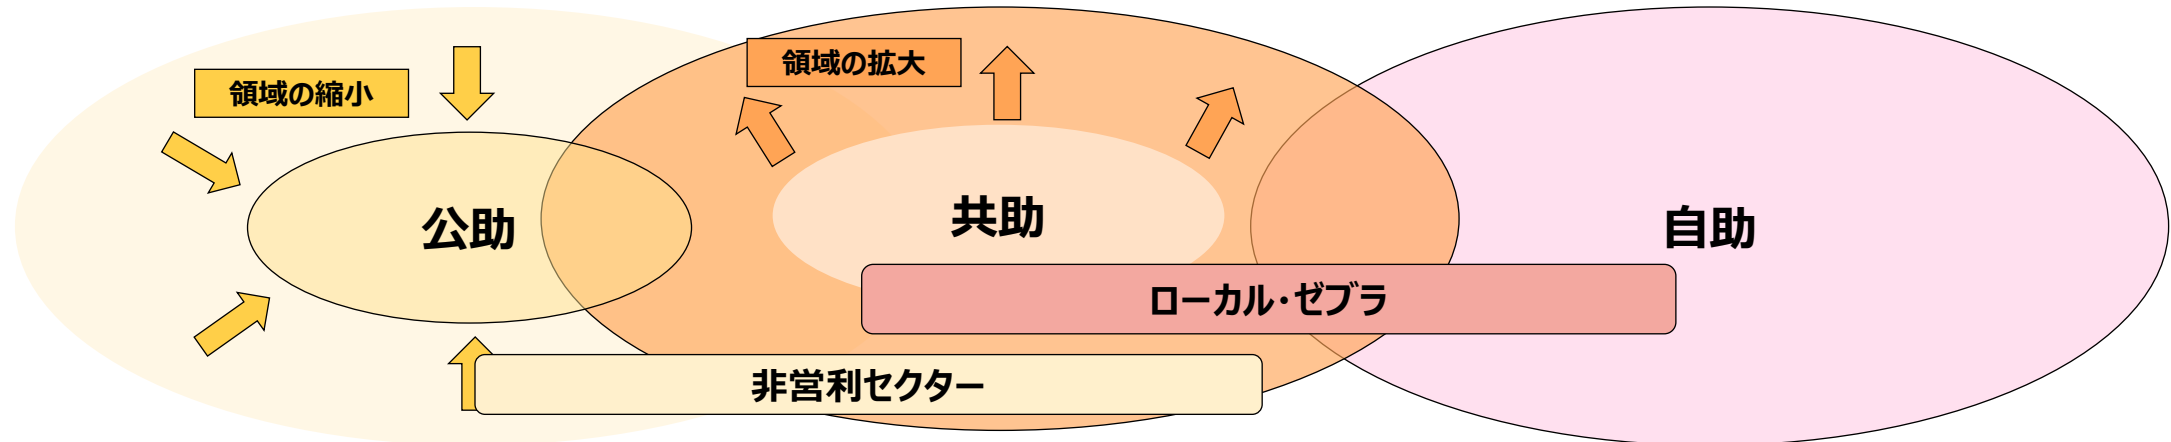 領域の縮小
領域の拡大
公助
共助
自助
ローカル・ゼブラ
非営利セクター